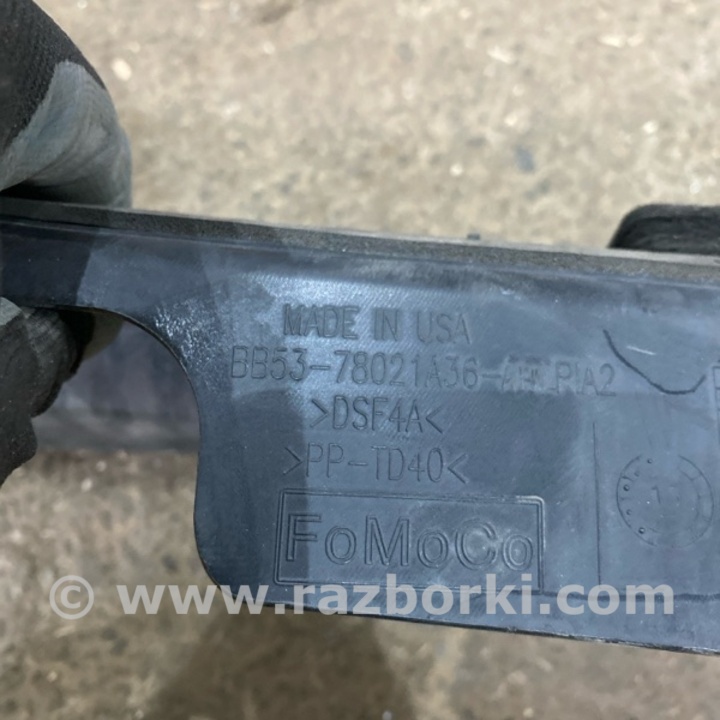 MADE IN USA
BB53-78021A36- PIA2
>DSF4A<
>PP-TD40<
FoMoCo
© www.razborki.com